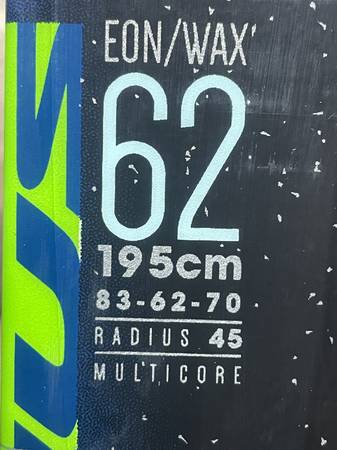 EON/WAX
62
195cm
83-62-70
RADIUS 45
MULTICORE